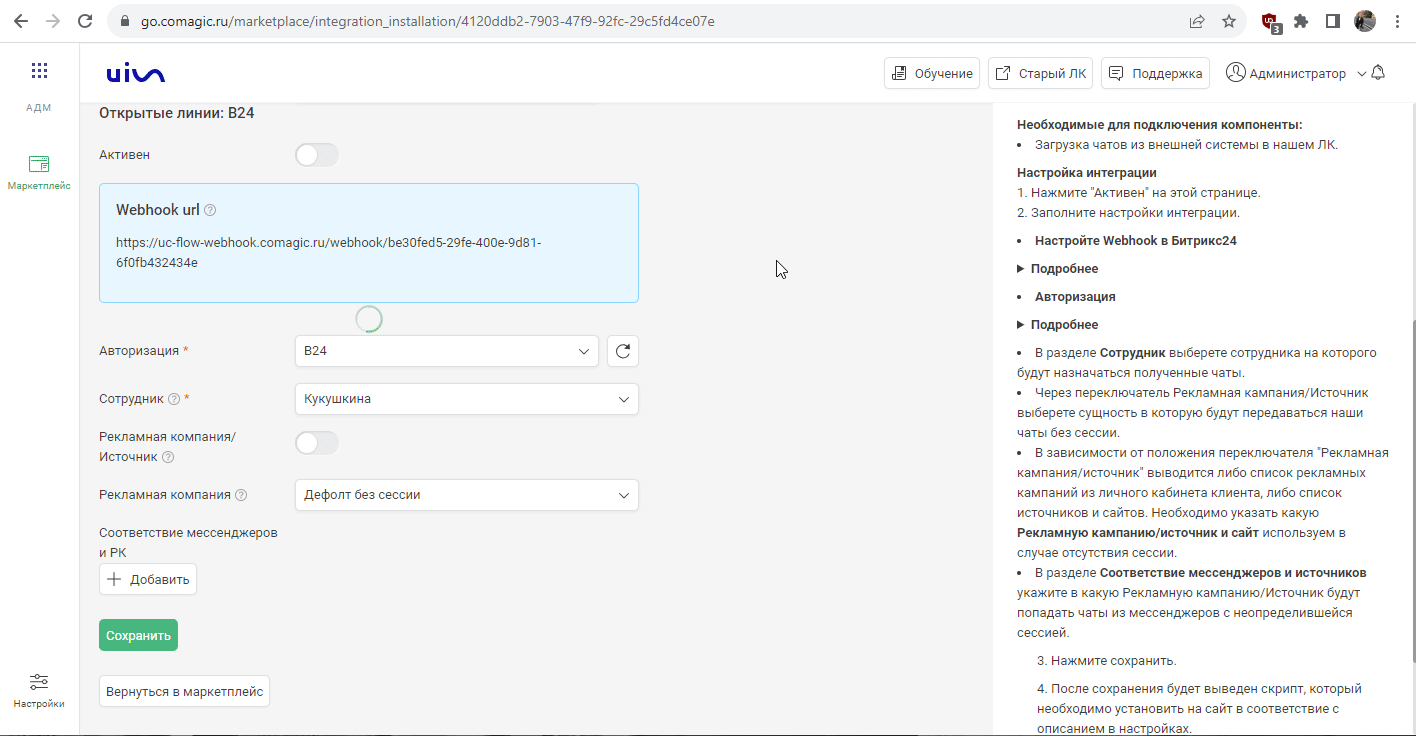 go.comagic.ru/marketplace/integration_installation/4120ddb2-7903-47f9-92fc-29c5fd4ce07e
3
uis
Обучение
Старый ЛК
Поддержка
Администратор
АДМ
Маркетплейс
Настройки
Открытые линии: B24
Активен
Webhook url
https://uc-flow-webhook.comagic.ru/webhook/be30fed5-29fe-400e-9d81-
6f0fb432434e
Авторизация *
B24
Сотрудник *
Кукушкина
Рекламная компания/
Источник
Рекламная компания
Дефолт без сессии
Соответствие мессенджеров
и РК
Добавить
Сохранить
Вернуться в маркетплейс
Необходимые для подключения компоненты:
• Загрузка чатов из внешней системы в нашем ЛК.
Настройка интеграции
1. Нажмите "Активен" на этой странице.
2. Заполните настройки интеграции.
• Настройте Webhook в Битрикс24
▶ Подробнее
• Авторизация
▶ Подробнее
• В разделе Сотрудник выберете сотрудника на которого
будут назначаться полученные чаты.
• Через переключатель Рекламная кампания/Источник
выберете сущность в которую будут передаваться наши
чаты без сессии.
• В зависимости от положения переключателя "Рекламная
кампания/источник" выводится либо список рекламных
кампаний из личного кабинета клиента, либо список
источников и сайтов. Необходимо указать какую
Рекламную кампанию/источник и сайт используем в
случае отсутствия сессии.
• В разделе Соответствие мессенджеров и источников
укажите в какую Рекламную кампанию/Источник будут
попадать чаты из мессенджеров с неопределившейся
сессией.
3. Нажмите сохранить.
4. После сохранения будет выведен скрипт, который
необходимо установить на сайт в соответствие с
описанием в настройках.